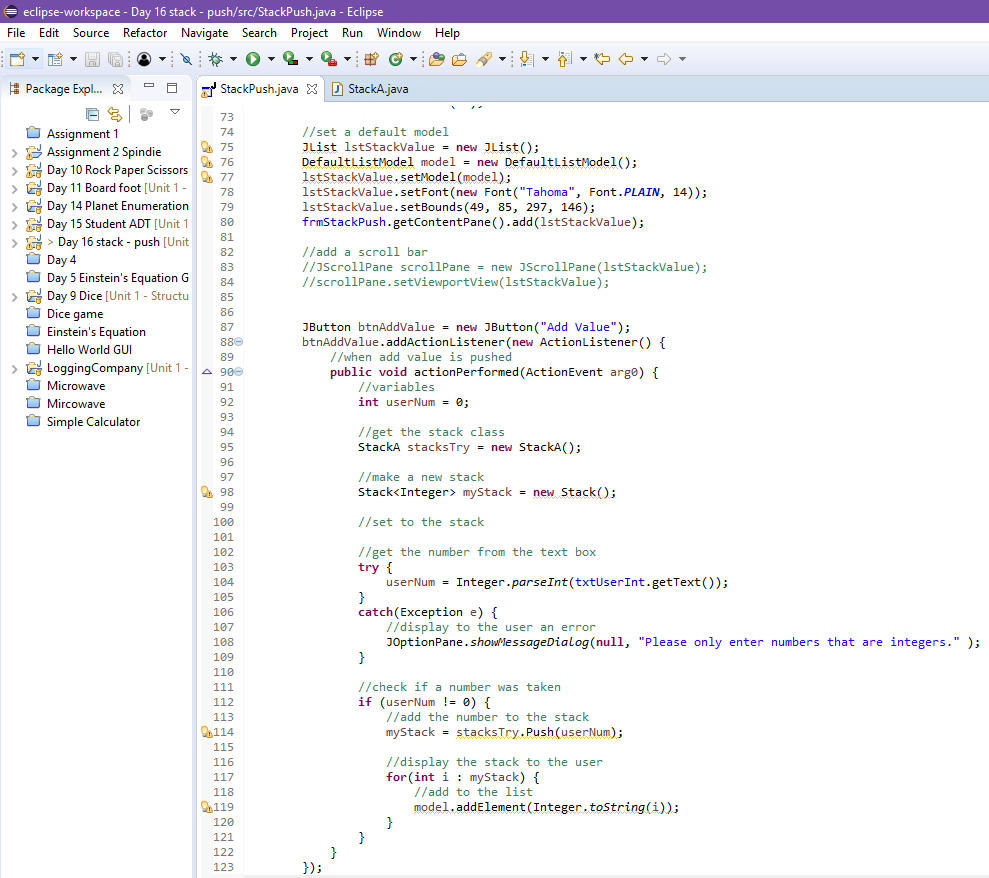 eclipse-workspace - Day 16 stack - push/src/StackPush.java - Eclipse
File Edit Source Refactor Navigate Search Project Run Window Help
Package Expl...
StackPush.java
StackA.java
Assignment 1
Assignment 2 Spindie
Day 10 Rock Paper Scissors
Day 11 Board foot [Unit 1 -
Day 14 Planet Enumeration
Day 15 Student ADT [Unit 1
> Day 16 stack - push [Unit
Day 4
Day 5 Einstein's Equation G
Day 9 Dice [Unit 1 - Structu
Dice game
Einstein's Equation
Hello World GUI
LoggingCompany [Unit 1 -
Microwave
Mircowave
Simple Calculator
73
74 //set a default model
75 JList lstStackValue = new JList();
76 DefaultListModel model = new DefaultListModel();
77 lstStackValue.setModel(model);
78 lstStackValue.setFont(new Font("Tahoma", Font.PLAIN, 14));
79 lstStackValue.setBounds(49, 85, 297, 146);
80 frmStackPush.getContentPane().add(lstStackValue);
81
82 //add a scroll bar
83 //JScrollPane scrollPane = new JScrollPane(lstStackValue);
84 //scrollPane.setViewportView(lstStackValue);
85
86
87 JButton btnAddValue = new JButton("Add Value");
88 btnAddValue.addActionListener(new ActionListener() {
89 //when add value is pushed
90 public void actionPerformed(ActionEvent arg0) {
91 //variables
92 int userNum = 0;
93
94 //get the stack class
95 StackA stacksTry = new StackA();
96
97 //make a new stack
98 Stack<Integer> myStack = new Stack();
99
100 //set to the stack
101
102 //get the number from the text box
103 try {
104 userNum = Integer.parseInt(txtUserInt.getText());
105 }
106 catch(Exception e) {
107 //display to the user an error
108 JOptionPane.showMessageDialog(null, "Please only enter numbers that are integers." );
109 }
110
111 //check if a number was taken
112 if (userNum != 0) {
113 //add the number to the stack
114 myStack = stacksTry.Push(userNum);
115
116 //display the stack to the user
117 for(int i : myStack) {
118 //add to the list
119 model.addElement(Integer.toString(i));
120 }
121 }
122 }
123 });